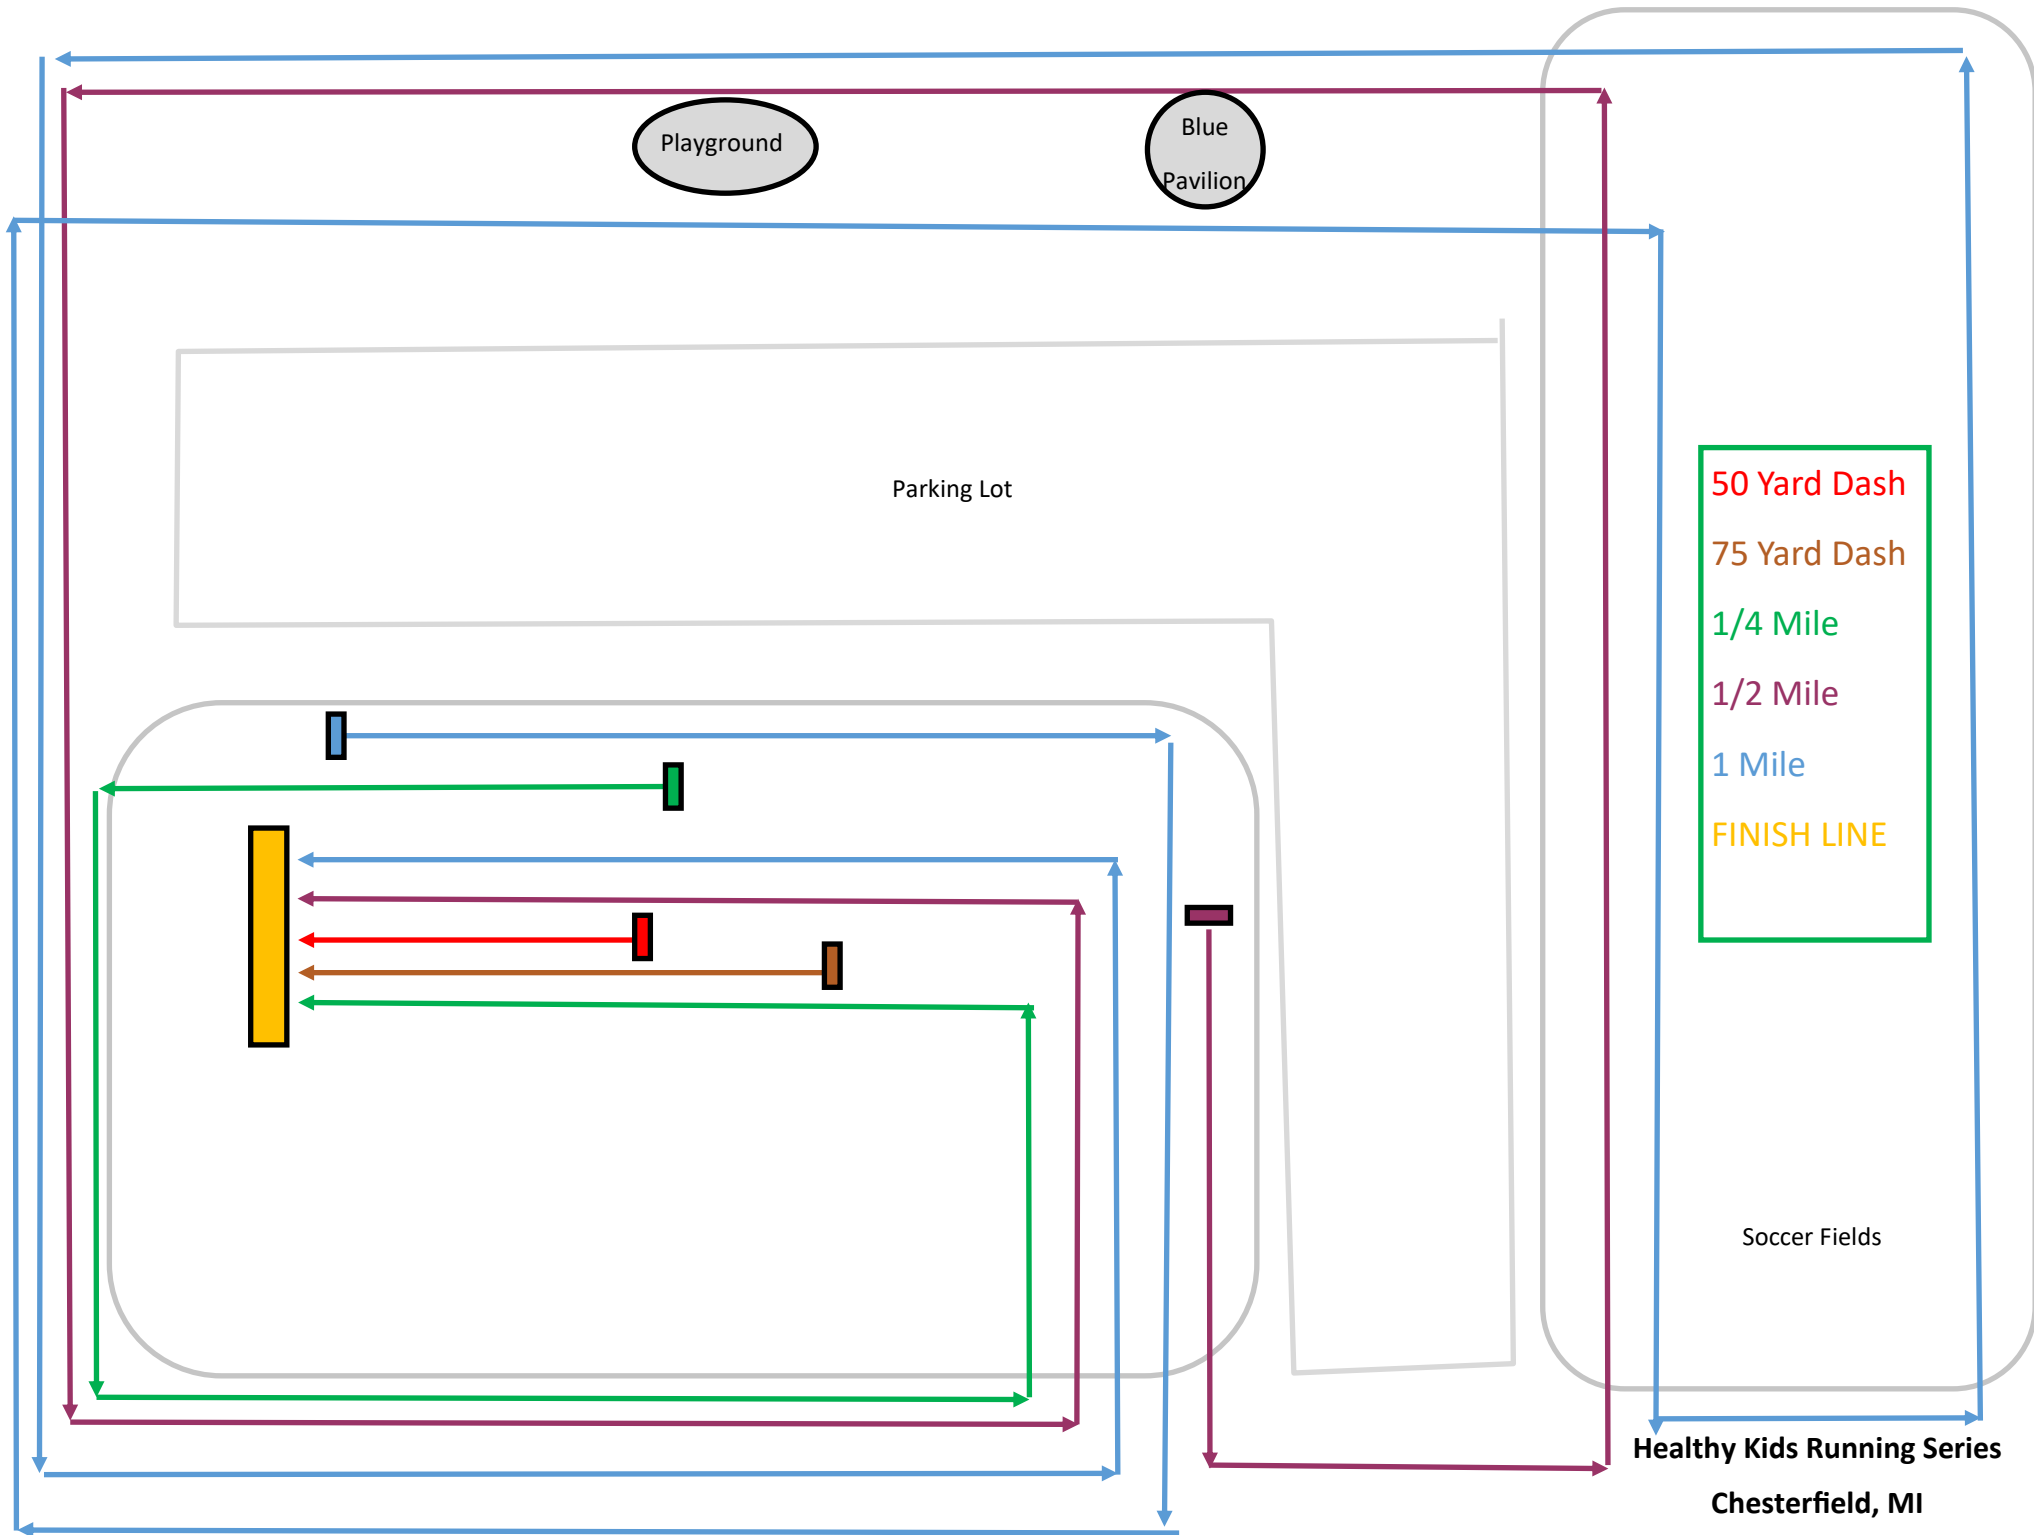 Playground
Blue
Pavilion
Parking Lot
50 Yard Dash
75 Yard Dash
1/4 Mile
1/2 Mile
1 Mile
FINISH LINE
Soccer Fields
Healthy Kids Running Series
Chesterfield, MI